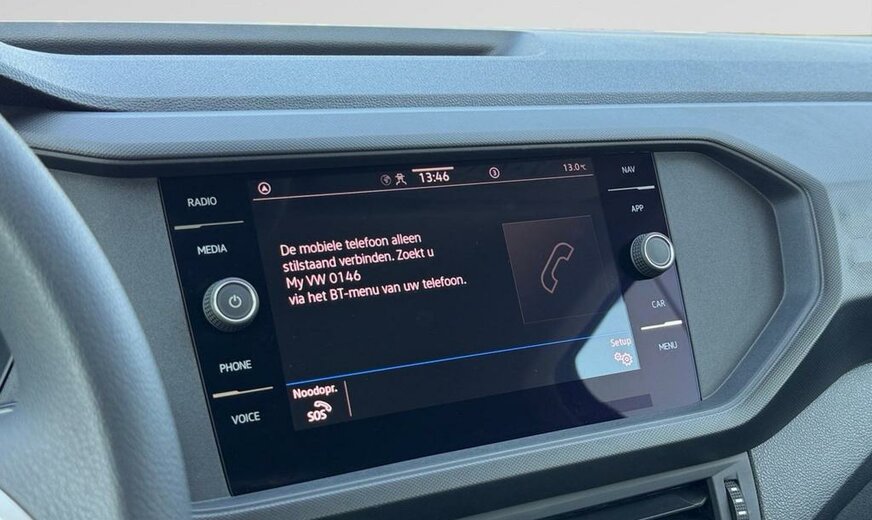 RADIO
MEDIA
PHONE
VOICE
13:46
3
13.0°C
De mobiele telefoon alleen
stilstaand verbinden. Zoekt u
My VW 0146
via het BT-menu van uw telefoon.
Setup
Noodopr.
SOS
NAV
APP
CAR
MENU